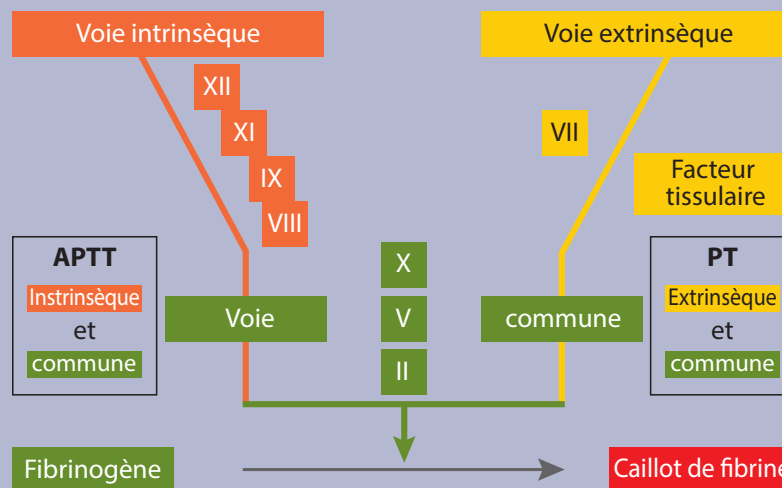 Voie intrinsèque
Voie extrinsèque
XII
XI
IX
VIII
VII
Facteur
tissulaire
APTT
Instrinsèque
et
commune
Voie
X
V
II
commune
PT
Extrinsèque
et
commune
Fibrinogène
Caillot de fibrine